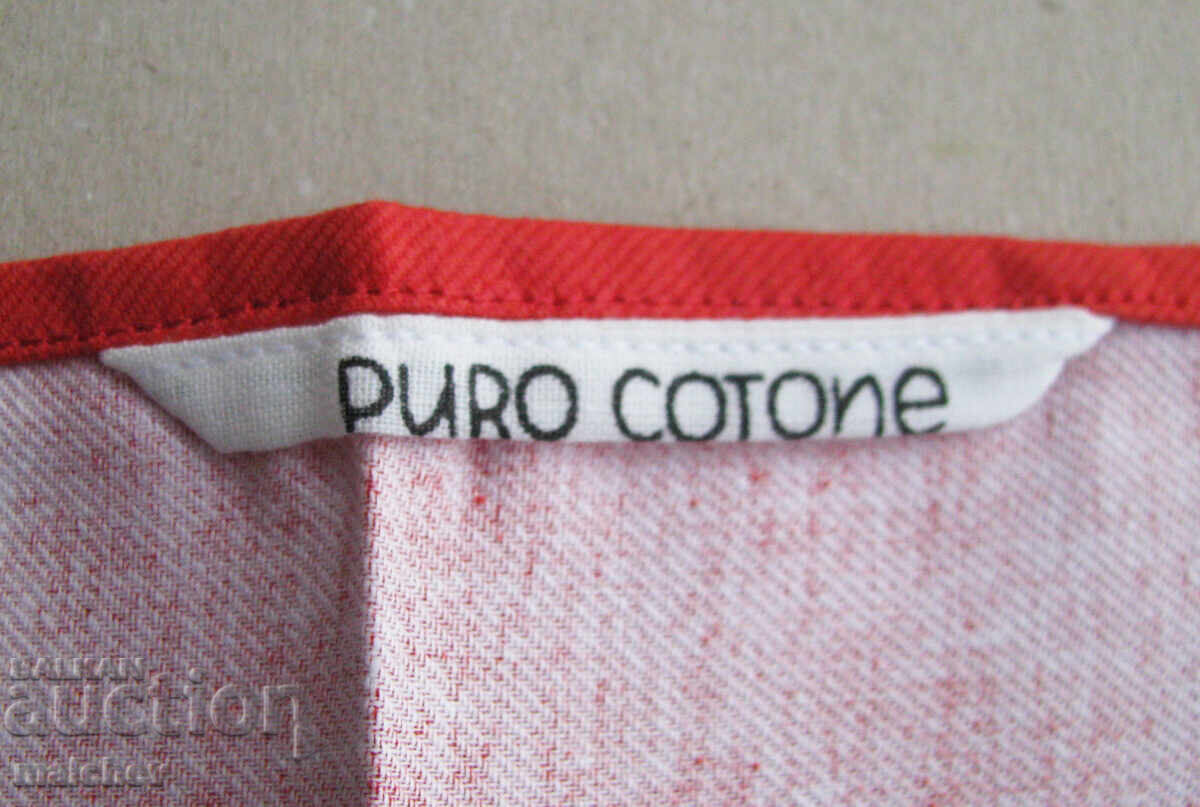 PURO COTONE
BALKAN
auction
malchev